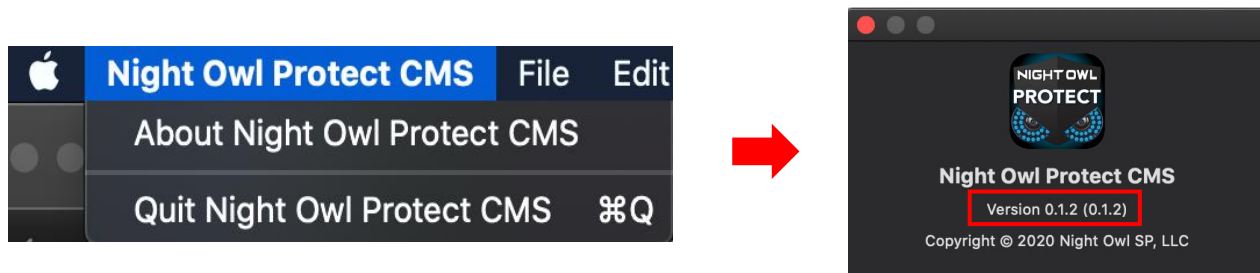 Night Owl Protect CMS File Edit
About Night Owl Protect CMS
Quit Night Owl Protect CMS ⌘Q
NIGHT OWL
PROTECT
Night Owl Protect CMS
Version 0.1.2 (0.1.2)
Copyright © 2020 Night Owl SP, LLC